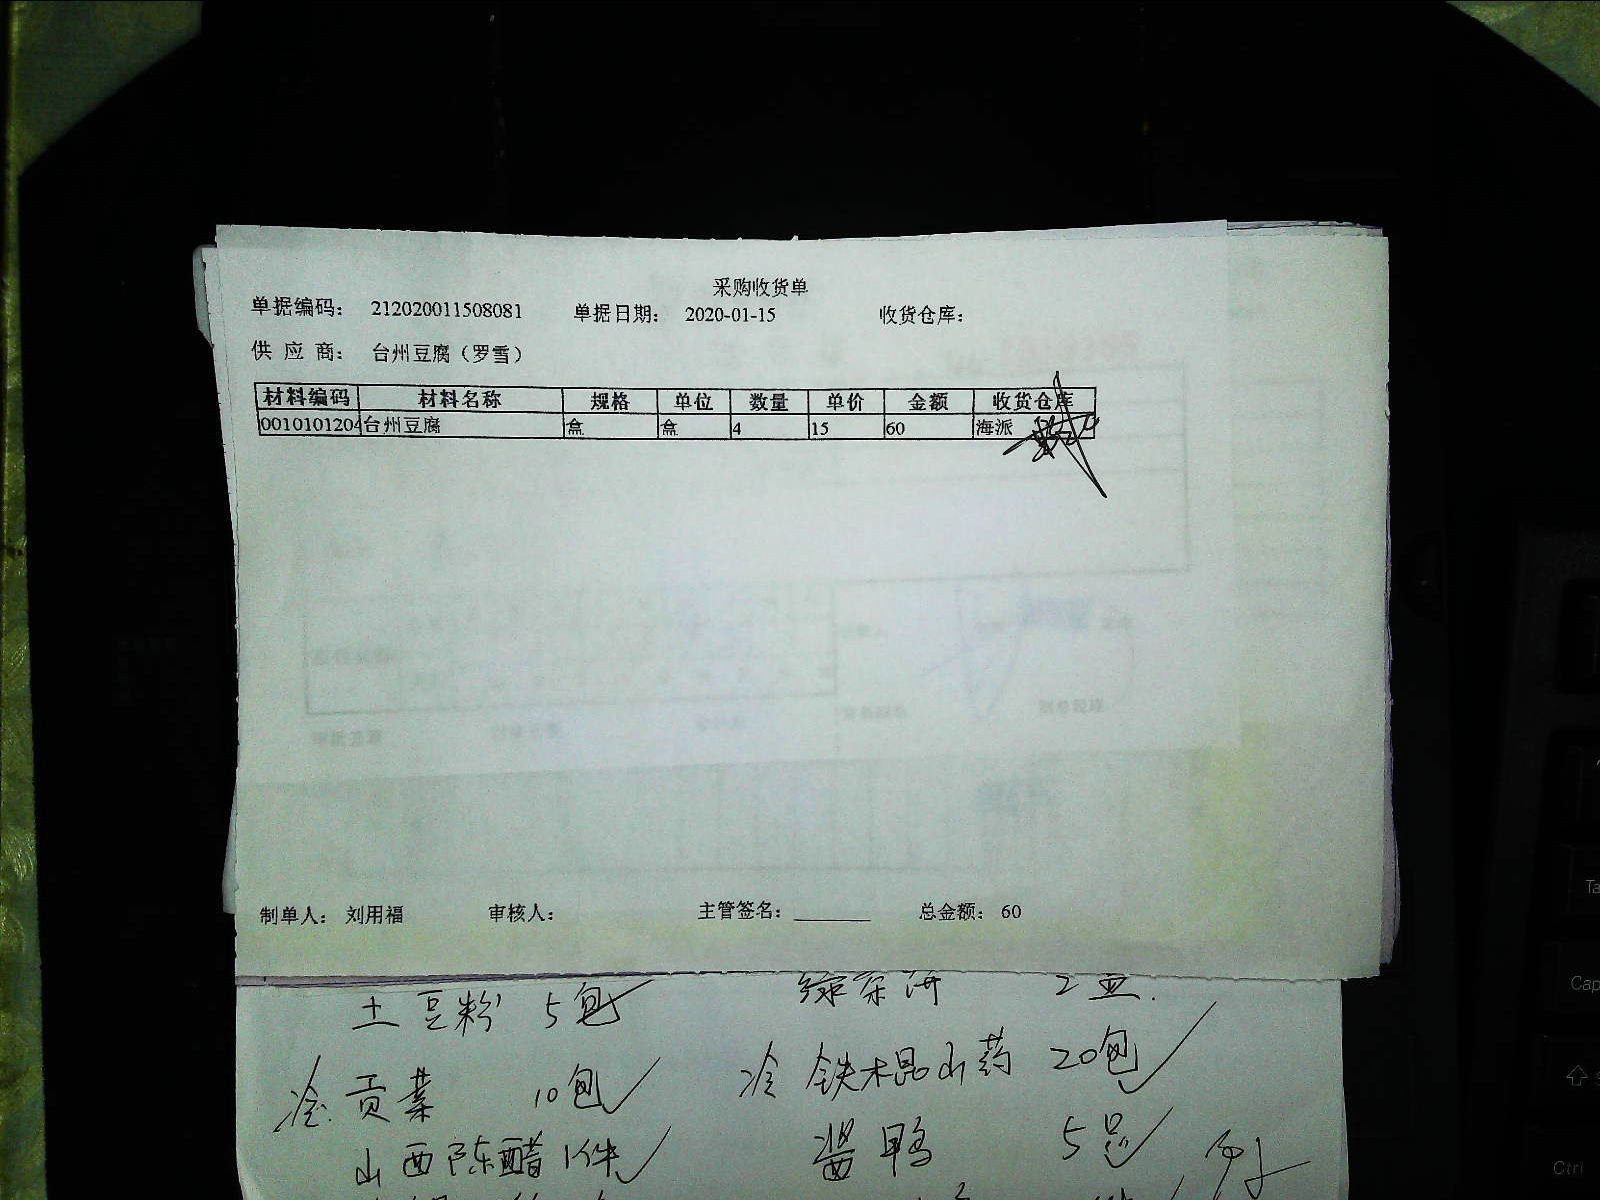 采购收货单
单据编码： 212020011508081 单据日期： 2020-01-15 收货仓库：
供 应 商： 台州豆腐（罗雪）
材料编码 材料名称 规格 单位 数量 单价 金额 收货仓库
0010101204 台州豆腐 盒 盒 4 15 60 海派
制单人： 刘用福 审核人： 主管签名： 总金额： 60
土豆粉 5包 绿茶饼 2
冷 贡菜 10包 冷 铁棍山药 20包
山西陈醋 1件 酱鸭 5只
Ctrl